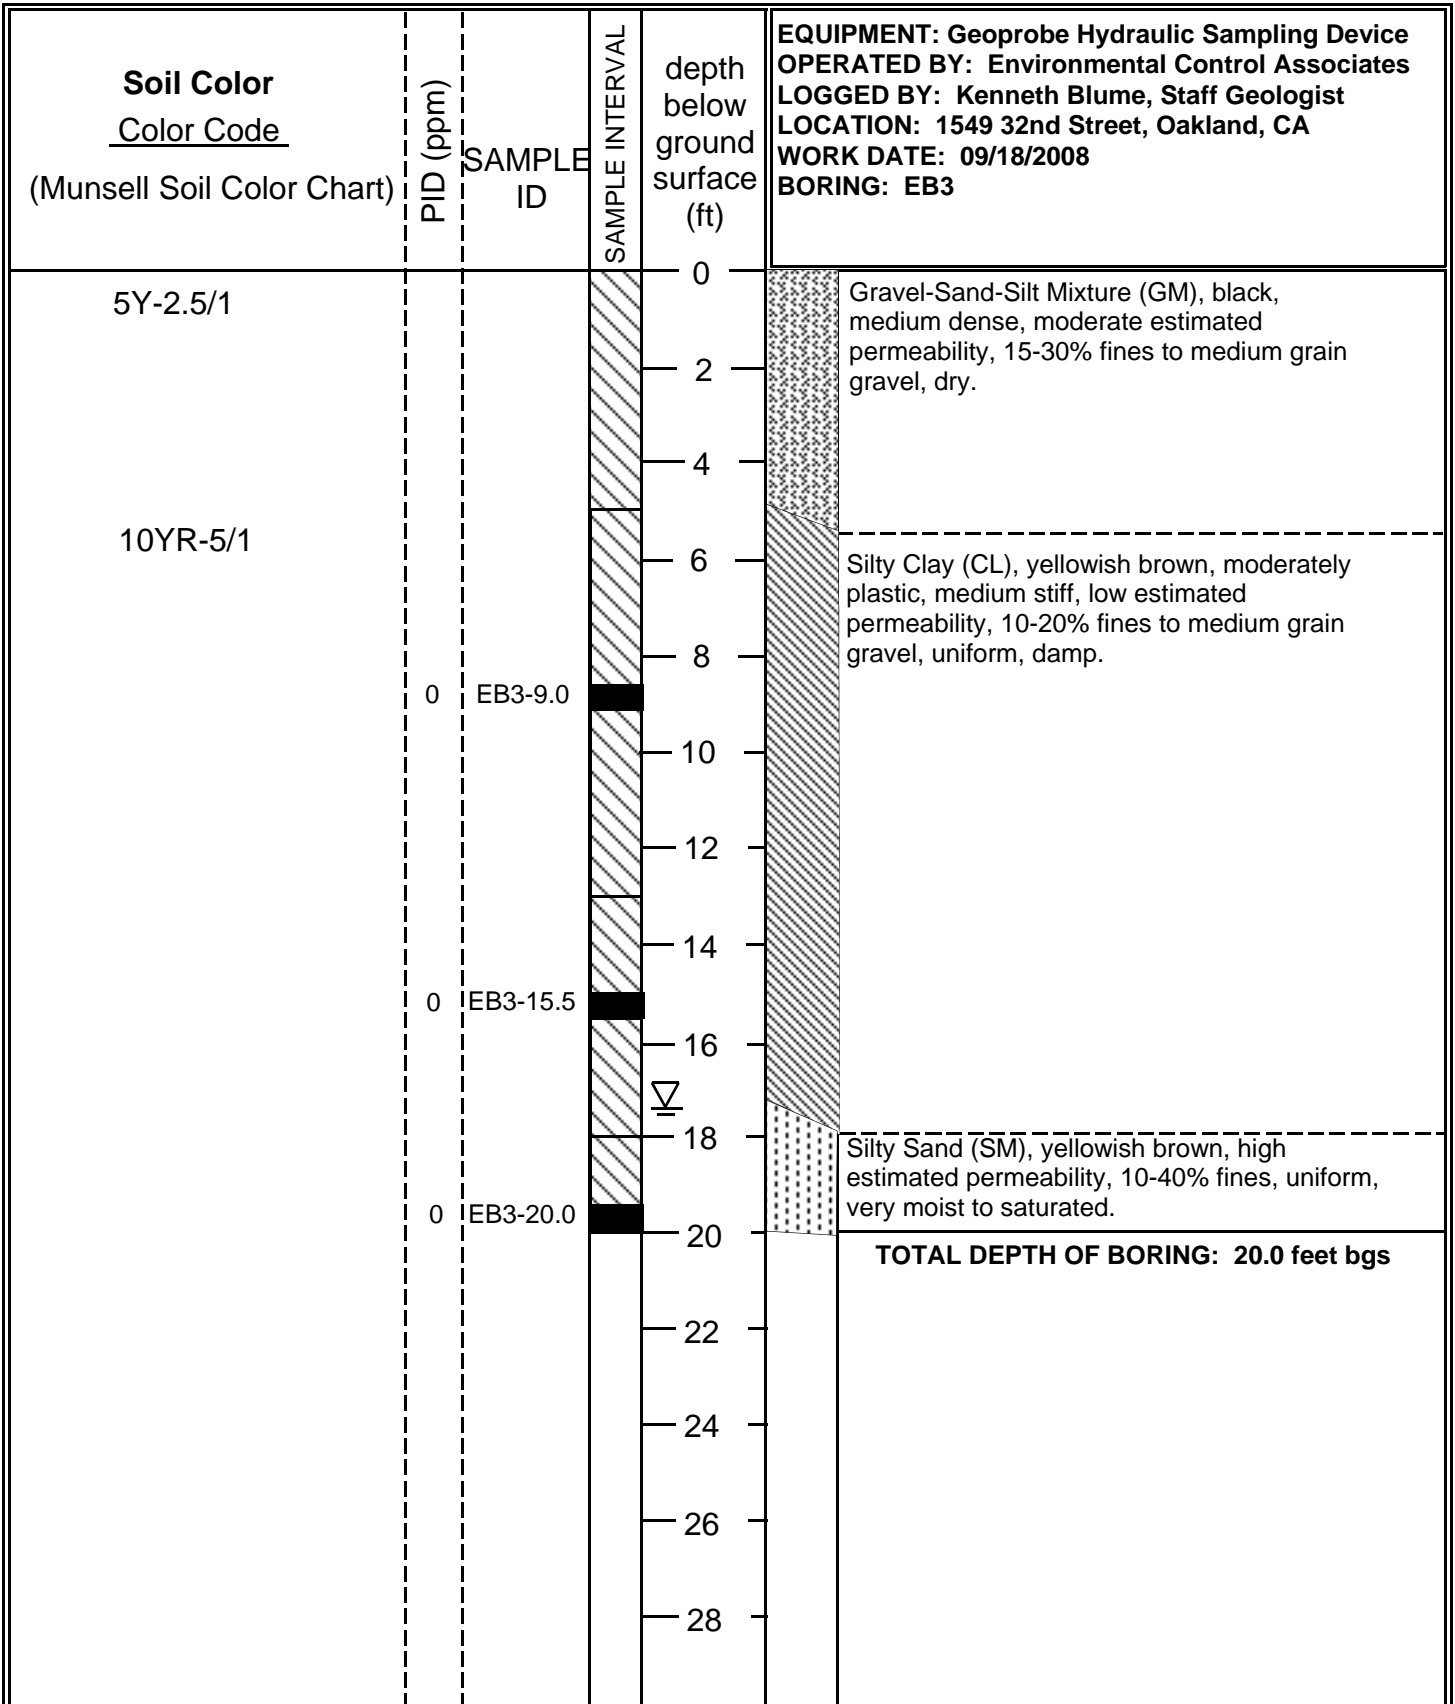 Soil Color
Color Code
(Munsell Soil Color Chart)
PID (ppm)
SAMPLE
ID
SAMPLE INTERVAL
depth
below
ground
surface
(ft)
EQUIPMENT: Geoprobe Hydraulic Sampling Device
OPERATED BY: Environmental Control Associates
LOGGED BY: Kenneth Blume, Staff Geologist
LOCATION: 1549 32nd Street, Oakland, CA
WORK DATE: 09/18/2008
BORING: EB3
0
5Y-2.5/1
Gravel-Sand-Silt Mixture (GM), black,
medium dense, moderate estimated
permeability, 15-30% fines to medium grain
gravel, dry.
2
4
10YR-5/1
6
Silty Clay (CL), yellowish brown, moderately
plastic, medium stiff, low estimated
permeability, 10-20% fines to medium grain
gravel, uniform, damp.
8
0 EB3-9.0
10
12
14
0 EB3-15.5
16
18
Silty Sand (SM), yellowish brown, high
estimated permeability, 10-40% fines, uniform,
very moist to saturated.
0 EB3-20.0
20
TOTAL DEPTH OF BORING: 20.0 feet bgs
22
24
26
28